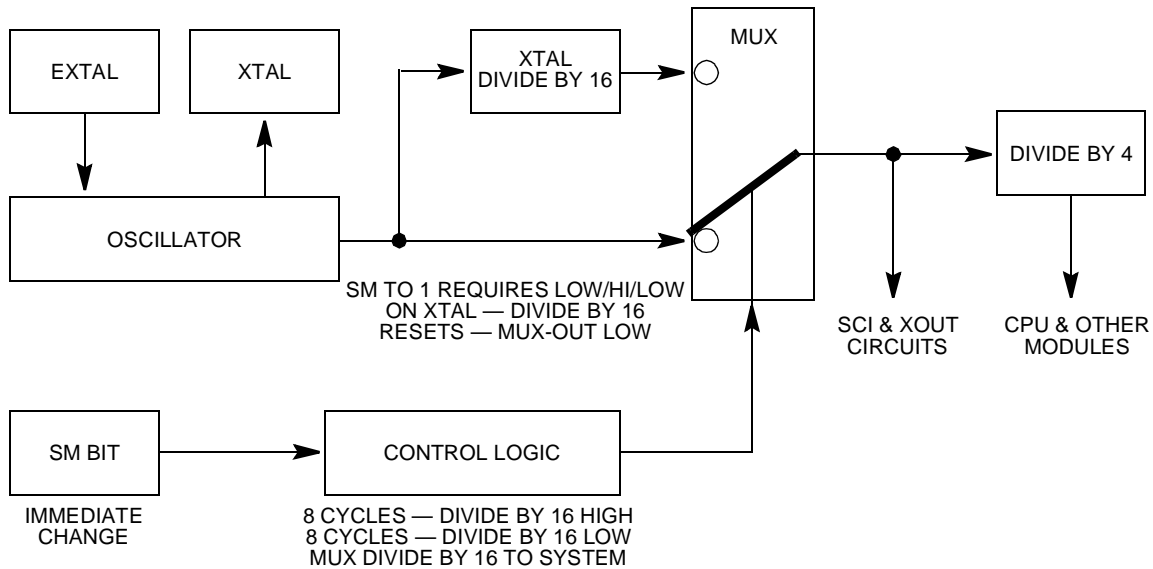 MUX
EXTAL
XTAL
XTAL
DIVIDE BY 16
DIVIDE BY 4
OSCILLATOR
SM TO 1 REQUIRES LOW/HI/LOW
ON XTAL — DIVIDE BY 16
RESETS — MUX-OUT LOW
SCI & XOUT
CIRCUITS
CPU & OTHER
MODULES
SM BIT
CONTROL LOGIC
IMMEDIATE
CHANGE
8 CYCLES — DIVIDE BY 16 HIGH
8 CYCLES — DIVIDE BY 16 LOW
MUX DIVIDE BY 16 TO SYSTEM